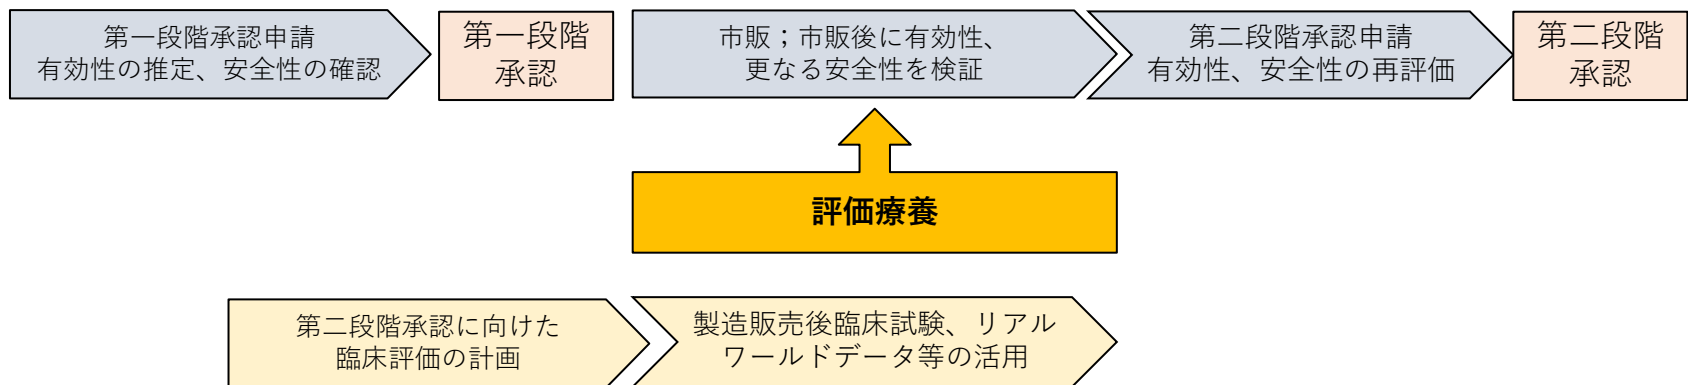 第一段階承認申請
有効性の推定、安全性の確認
第一段階
承認
市販；市販後に有効性、
更なる安全性を検証
第二段階承認申請
有効性、安全性の再評価
第二段階
承認
評価療養
第二段階承認に向けた
臨床評価の計画
製造販売後臨床試験、リアル
ワールドデータ等の活用